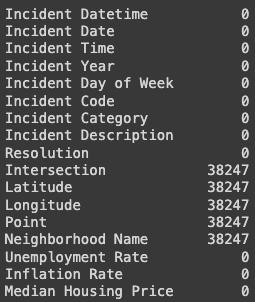 Incident Datetime 0
Incident Date 0
Incident Time 0
Incident Year 0
Incident Day of Week 0
Incident Code 0
Incident Category 0
Incident Description 0
Resolution 0
Intersection 38247
Latitude 38247
Longitude 38247
Point 38247
Neighborhood Name 38247
Unemployment Rate 0
Inflation Rate 0
Median Housing Price 0